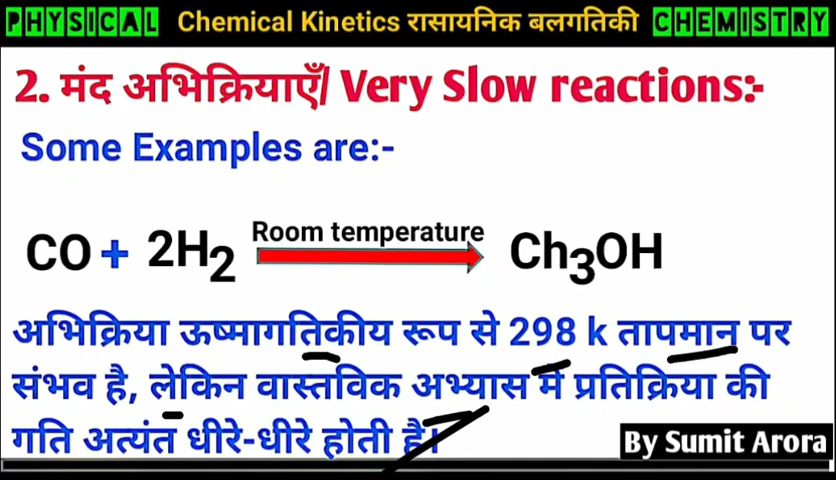 PHYSICAL Chemical Kinetics रासायनिक बलगतिकी CHEMISTRY
2. मंद अभिक्रियाएँ/ Very Slow reactions:-
Some Examples are:-
Room temperature
CO + 2H₂ Ch₃OH
अभिक्रिया ऊष्मागतिकीय रूप से 298 k तापमान पर
संभव है, लेकिन वास्तविक अभ्यास में प्रतिक्रिया की
गति अत्यंत धीरे-धीरे होती है।
By Sumit Arora